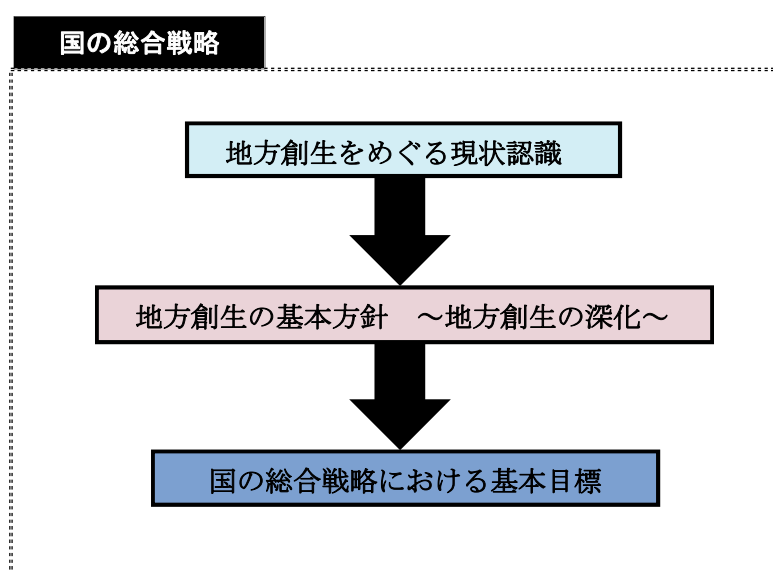 国の総合戦略
地方創生をめぐる現状認識
地方創生の基本方針　～地方創生の深化～
国の総合戦略における基本目標